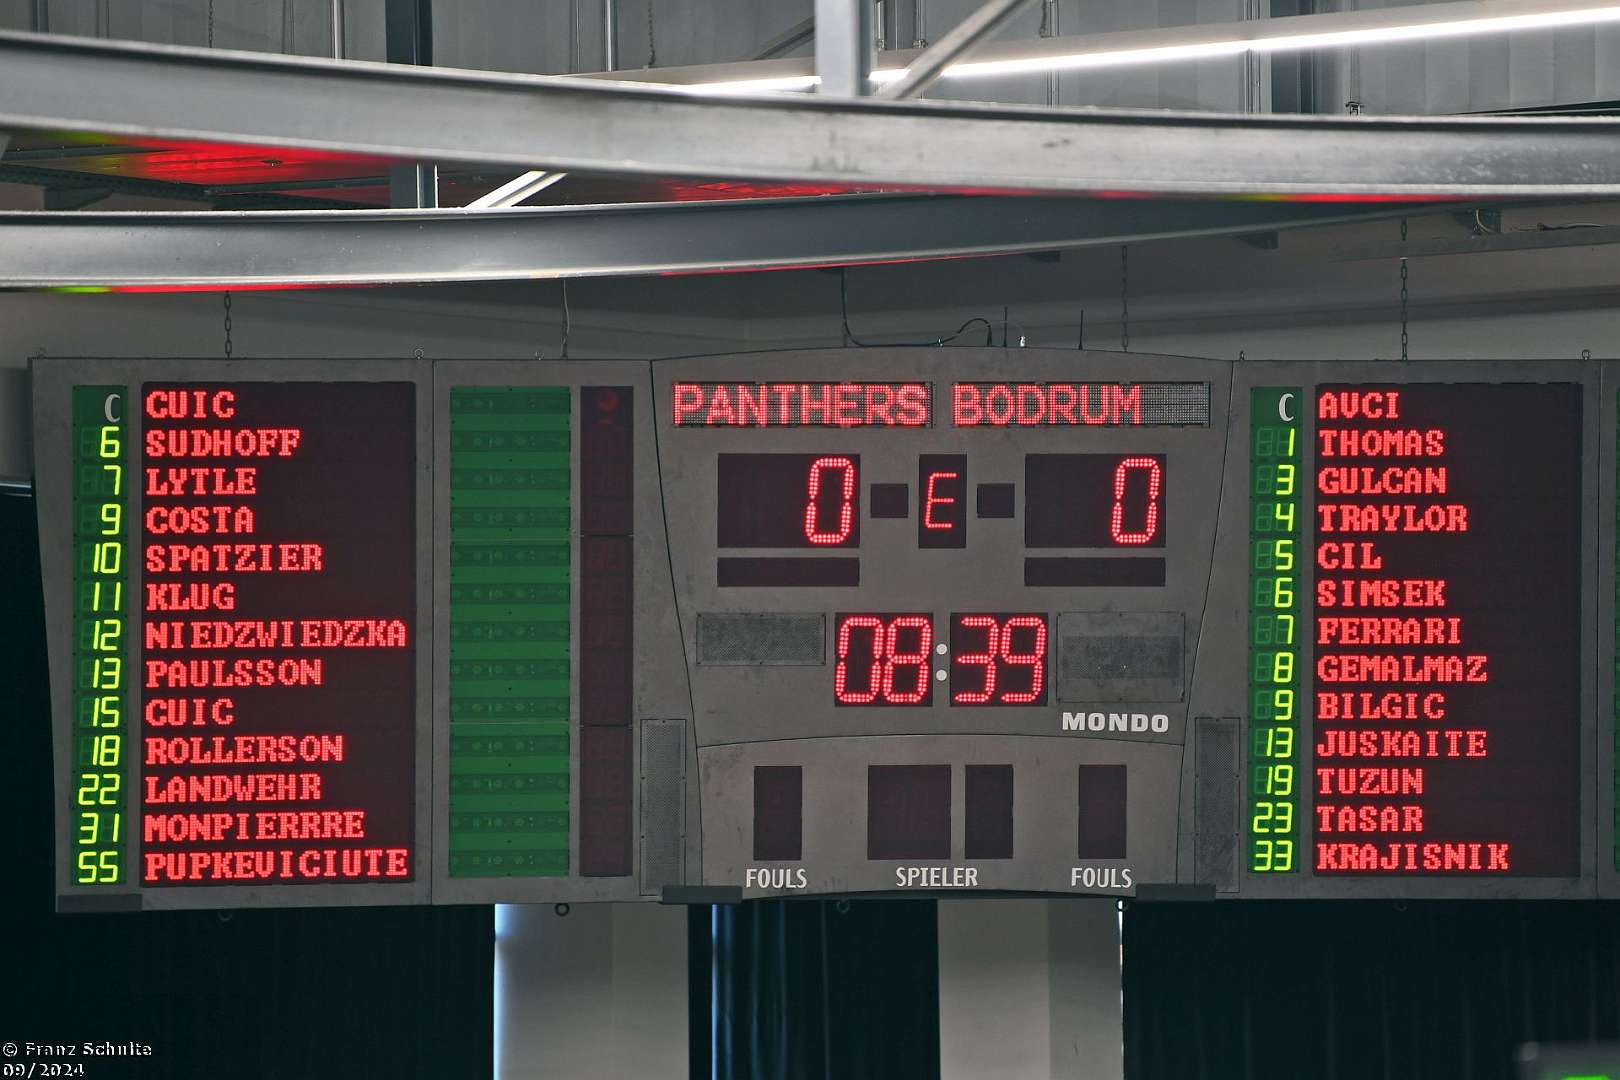 PANTHERS BODRUM
0 E 0
08:39
MONDO
FOULS SPIELER FOULS
C CUIC
6 SUDHOFF
7 LYTLE
9 COSTA
10 SPATZIER
11 KLUG
12 NIEDZWIEDZKA
13 PAULSSON
15 CUIC
18 ROLLERSON
22 LANDWEHR
31 MONPIERRRE
55 PUPKEVICIUTE
C AVCI
1 THOMAS
3 GULCAN
4 TRAYLOR
5 CIL
6 SIMSEK
7 FERRARI
8 GEMALMAZ
9 BILGIC
13 JUSKAITE
19 TUZUN
23 TASAR
33 KRAJISNIK
© Franz Schulte
09/2024